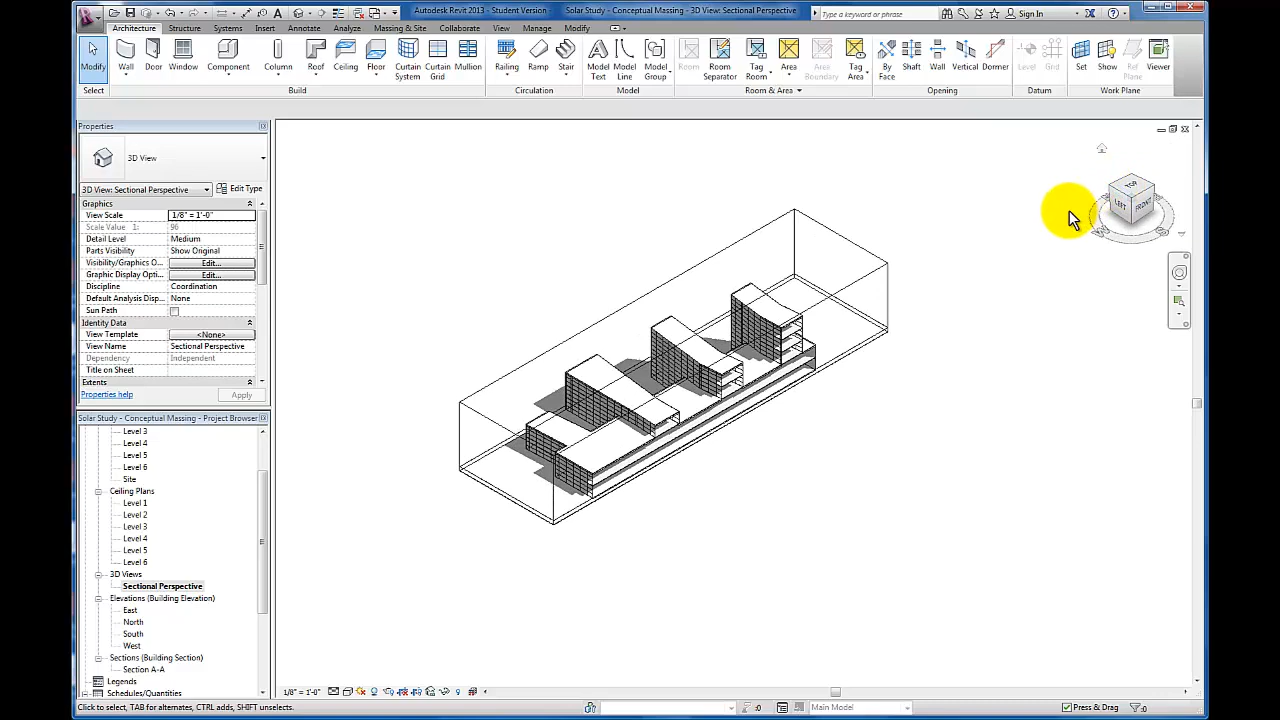 Autodesk Revit 2013 - Student Version - Solar Study - Conceptual Massing - 3D View: Sectional Perspective
Type a keyword or phrase
Sign In
Architecture Structure Systems Insert Annotate Analyze Massing & Site Collaborate View Manage Modify
Modify Wall Door Window Component Column Roof Ceiling Floor Curtain System Curtain Grid Mullion Railing Ramp Stair Model Text Model Line Model Group Room Room Separator Tag Room Area Area Boundary Tag Area By Face Shaft Wall Vertical Dormer Level Grid Set Show Ref Plane Viewer
Select Build Circulation Model Room & Area Opening Datum Work Plane
Properties
3D View
3D View: Sectional Perspective Edit Type
Graphics
View Scale 1/8" = 1'-0"
Scale Value 1: 96
Detail Level Medium
Parts Visibility Show Original
Visibility/Graphics O... Edit...
Graphic Display Opti... Edit...
Discipline Coordination
Default Analysis Disp... None
Sun Path
Identity Data
View Template <None>
View Name Sectional Perspective
Dependency Independent
Title on Sheet
Extents
Properties help Apply
Solar Study - Conceptual Massing - Project Browser
Level 3
Level 4
Level 5
Level 6
Site
Ceiling Plans
Level 1
Level 2
Level 3
Level 4
Level 5
Level 6
3D Views
Sectional Perspective
Elevations (Building Elevation)
East
North
South
West
Sections (Building Section)
Section A-A
Legends
Schedules/Quantities
TOP
LEFT FRONT
W S
1/8" = 1'-0"
Click to select, TAB for alternates, CTRL adds, SHIFT unselects.
:0 Main Model Press & Drag :0